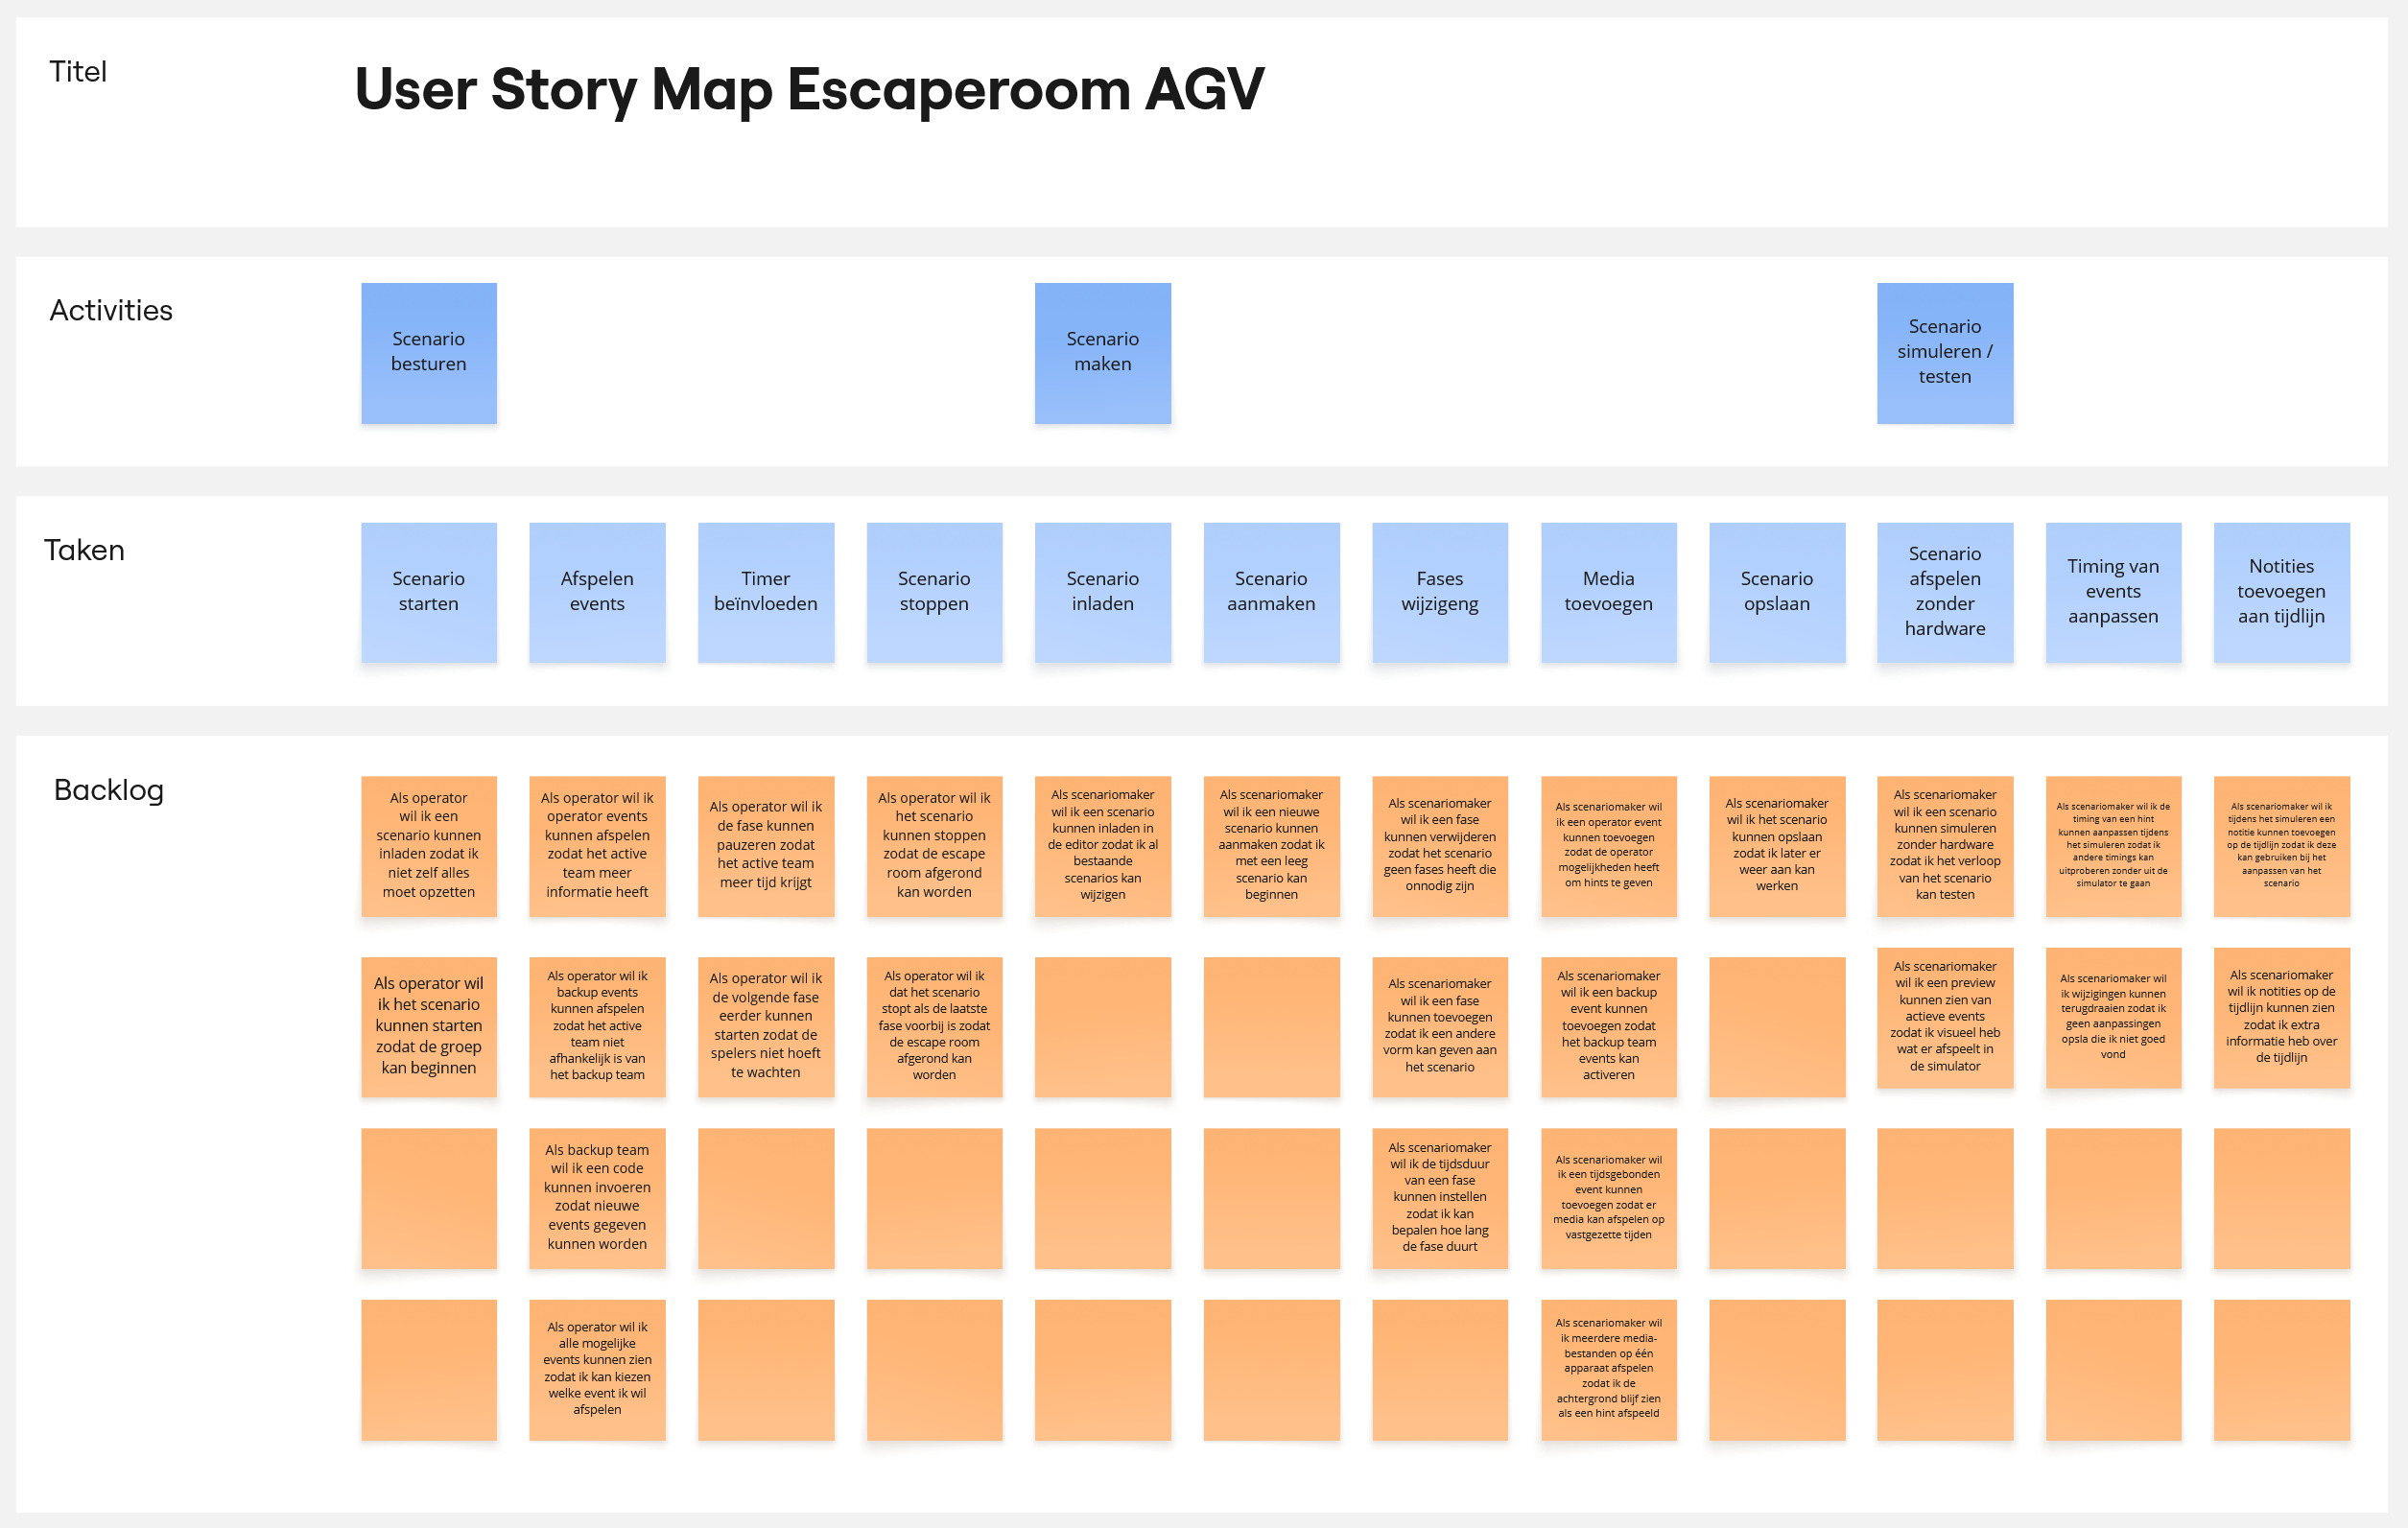 Titel
User Story Map Escaperoom AGV
Activities
Scenario
besturen
Scenario
maken
Scenario
simuleren /
testen
Taken
Scenario
starten
Afspelen
events
Timer
beïnvloeden
Scenario
stoppen
Scenario
inladen
Scenario
aanmaken
Fases
wijzigeng
Media
toevoegen
Scenario
opslaan
Scenario
afspelen
zonder
hardware
Timing van
events
aanpassen
Notities
toevoegen
aan tijdlijn
Backlog
Als operator
wil ik een
scenario kunnen
inladen zodat ik
niet zelf alles
moet opzetten
Als operator wil ik
operator events
kunnen afspelen
zodat het active
team meer
informatie heeft
Als operator wil ik
de fase kunnen
pauzeren zodat
het active team
meer tijd krijgt
Als operator wil ik
het scenario
kunnen stoppen
zodat de escape
room afgerond
kan worden
Als scenariomaker
wil ik een scenario
kunnen inladen in
de editor zodat ik al
bestaande
scenarios kan
wijzigen
Als scenariomaker
wil ik een nieuwe
scenario kunnen
aanmaken zodat ik
met een leeg
scenario kan
beginnen
Als scenariomaker
wil ik een fase
kunnen verwijderen
zodat het scenario
geen fases heeft die
onnodig zijn
Als scenariomaker wil
ik een operator event
kunnen toevoegen
zodat de operator
mogelijkheden heeft
om hints te geven
Als scenariomaker
wil ik het scenario
kunnen opslaan
zodat ik later er
weer aan kan
werken
Als scenariomaker
wil ik een scenario
kunnen simuleren
zonder hardware
zodat ik het verloop
van het scenario
kan testen
Als scenariomaker wil ik de
timing van een hint
kunnen aanpassen tijdens
het simuleren zodat ik
andere timings kan
uitproberen zonder uit de
simulator te gaan
Als scenariomaker wil ik
tijdens het simuleren een
notitie kunnen toevoegen
op de tijdlijn zodat ik deze
kan gebruiken bij het
aanpassen van het
scenario
Als operator wil
ik het scenario
kunnen starten
zodat de groep
kan beginnen
Als operator wil ik
backup events
kunnen afspelen
zodat het active
team niet
afhankelijk is van
het backup team
Als operator wil ik
de volgende fase
eerder kunnen
starten zodat de
spelers niet hoeft
te wachten
Als operator wil ik
dat het scenario
stopt als de laatste
fase voorbij is zodat
de escape room
afgerond kan
worden
Als scenariomaker
wil ik een fase
kunnen toevoegen
zodat ik een andere
vorm kan geven aan
het scenario
Als scenariomaker
wil ik een backup
event kunnen
toevoegen zodat
het backup team
events kan
activeren
Als scenariomaker
wil ik een preview
kunnen zien van
actieve events
zodat ik visueel heb
wat er afspeelt in
de simulator
Als scenariomaker wil
ik wijzigingen kunnen
terugdraaien zodat ik
geen aanpassingen
opsla die ik niet goed
vond
Als scenariomaker
wil ik notities op de
tijdlijn kunnen zien
zodat ik extra
informatie heb over
de tijdlijn
Als backup team
wil ik een code
kunnen invoeren
zodat nieuwe
events gegeven
kunnen worden
Als scenariomaker
wil ik de tijdsduur
van een fase
kunnen instellen
zodat ik kan
bepalen hoe lang
de fase duurt
Als scenariomaker wil
ik een tijdsgebonden
event kunnen
toevoegen zodat er
media kan afspelen op
vastgezette tijden
Als operator wil ik
alle mogelijke
events kunnen zien
zodat ik kan kiezen
welke event ik wil
afspelen
Als scenariomaker wil
ik meerdere media-
bestanden op één
apparaat afspelen
zodat ik de
achtergrond blijf zien
als een hint afspeeld